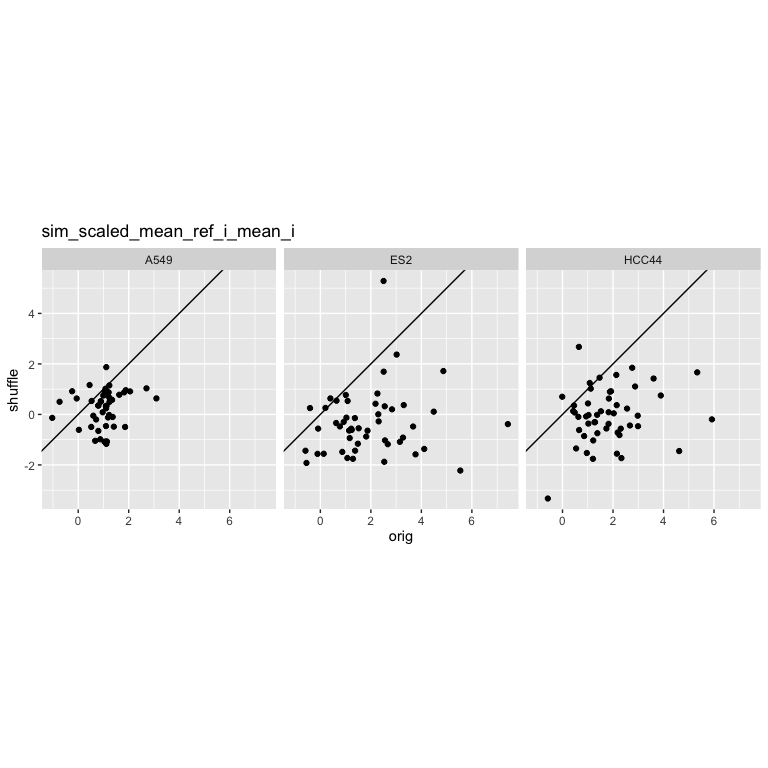 sim_scaled_mean_ref_i_mean_i
A549 ES2 HCC44
shuffle
4
2
0
-2
0 2 4 6 0 2 4 6 0 2 4 6
orig